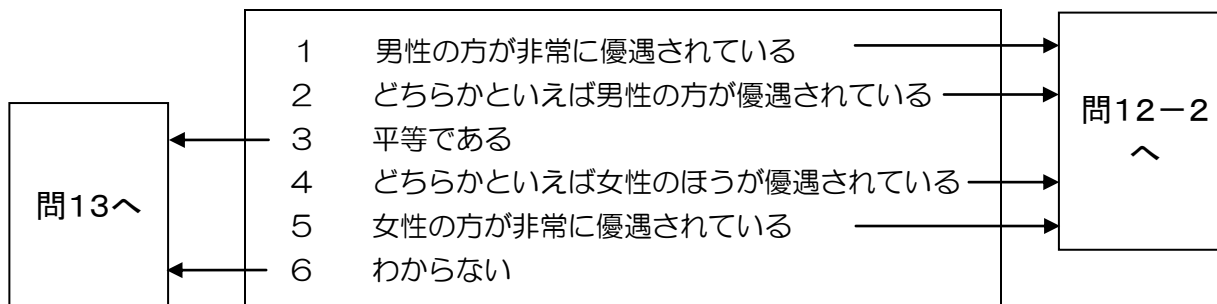 1 男性の方が非常に優遇されている
2 どちらかといえば男性の方が優遇されている
3 平等である
4 どちらかといえば女性のほうが優遇されている
5 女性の方が非常に優遇されている
6 わからない
問13へ
問12－2
へ